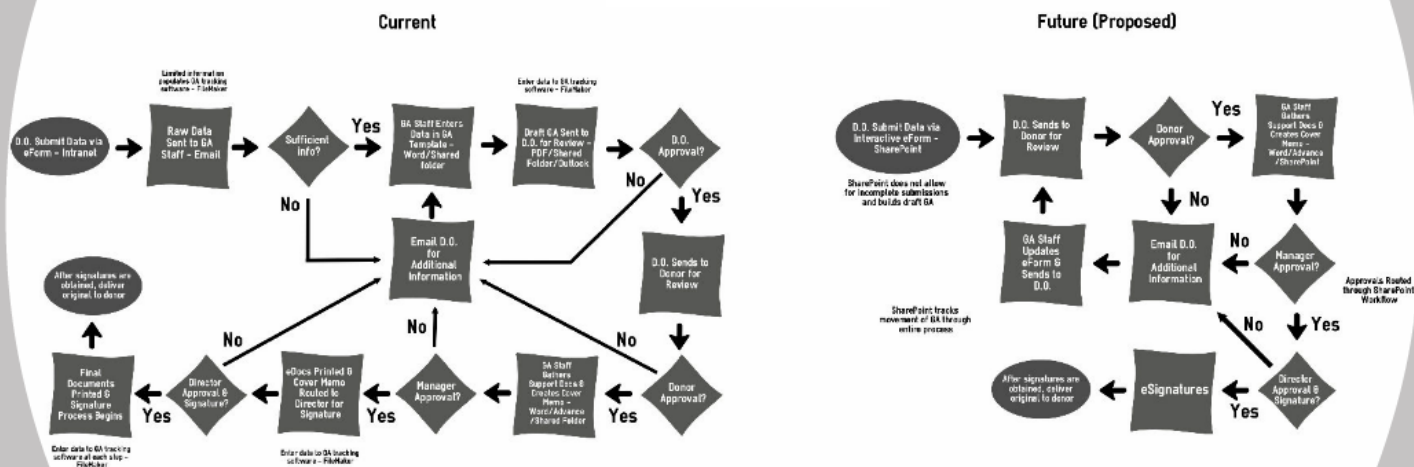 Current
Limited information
populates GA tracking
software - FileMaker
Enter data to GA tracking
software - FileMaker
D.O. Submit Data via
eForm - Intranet
Raw Data
Sent to GA
Staff - Email
Sufficient
Info?
Yes
GA Staff Enters
Data in GA
Template -
Word/Shared
folder
Draft GA Sent to
D.O. for Review -
PDF/Shared
Folder/Outlook
D.O.
Approval?
No
No
Yes
Email D.O.
for
Additional
Information
D.O. Sends to
Donor for
Review
After signatures are
obtained, deliver
original to donor
No
No
No
Final
Documents
Printed &
Signature
Process Begins
Yes
Director
Approval &
Signature?
eDocs Printed &
Cover Memo
Routed to
Director for
Signature
Yes
Manager
Approval?
GA Staff
Gathers
Support Docs &
Creates Cover
Memo -
Word/Advance
/Shared Folder
Yes
Donor
Approval?
Enter data to GA tracking
software at each step -
FileMaker
Enter data to GA tracking
software - FileMaker
Future (Proposed)
D.O. Submit Data via
Interactive eForm -
SharePoint
SharePoint does not allow
for incomplete submissions
and builds draft GA
D.O. Sends to
Donor for
Review
Donor
Approval?
Yes
GA Staff
Gathers
Support Docs &
Creates Cover
Memo -
Word/Advance
/SharePoint
No
GA Staff
Updates
eForm &
Sends to
D.O.
Email D.O.
for
Additional
Information
No
Manager
Approval?
Approvals Routed
through SharePoint
Workflow
SharePoint tracks
movement of GA through
entire process
No
Yes
After signatures are
obtained, deliver
original to donor
eSignatures
Yes
Director
Approval &
Signature?